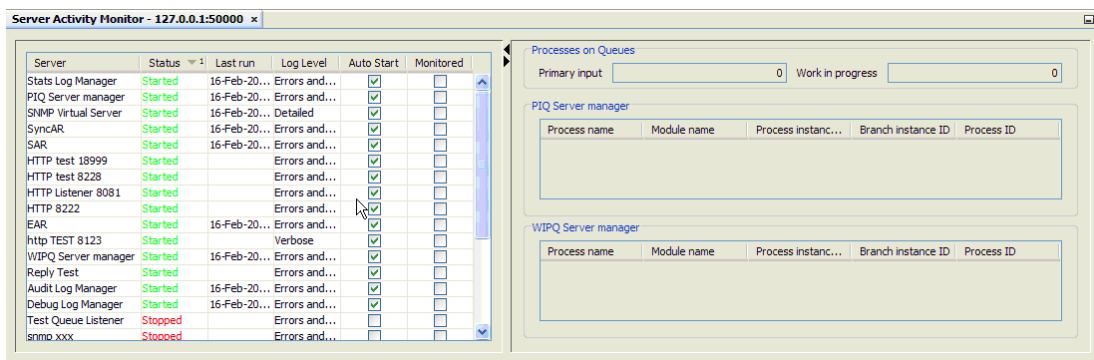 Server Activity Monitor - 127.0.0.1:50000 ×
Server Status 1 Last run Log Level Auto Start Monitored
Stats Log Manager Started 16-Feb-20... Errors and...
PIQ Server manager Started 16-Feb-20... Errors and...
SNMP Virtual Server Started 16-Feb-20... Detailed
SyncAR Started 16-Feb-20... Errors and...
SAR Started 16-Feb-20... Errors and...
HTTP test 18999 Started Errors and...
HTTP test 8228 Started Errors and...
HTTP Listener 8081 Started Errors and...
HTTP 8222 Started Errors and...
EAR Started 16-Feb-20... Errors and...
http TEST 8123 Started Verbose
WIPQ Server manager Started 16-Feb-20... Errors and...
Reply Test Started Errors and...
Audit Log Manager Started 16-Feb-20... Errors and...
Debug Log Manager Started 16-Feb-20... Errors and...
Test Queue Listener Stopped Errors and...
snmp xxx Stopped Errors and...
Processes on Queues
Primary input 0 Work in progress 0
PIQ Server manager
Process name Module name Process instanc... Branch instance ID Process ID
WIPQ Server manager
Process name Module name Process instanc... Branch instance ID Process ID